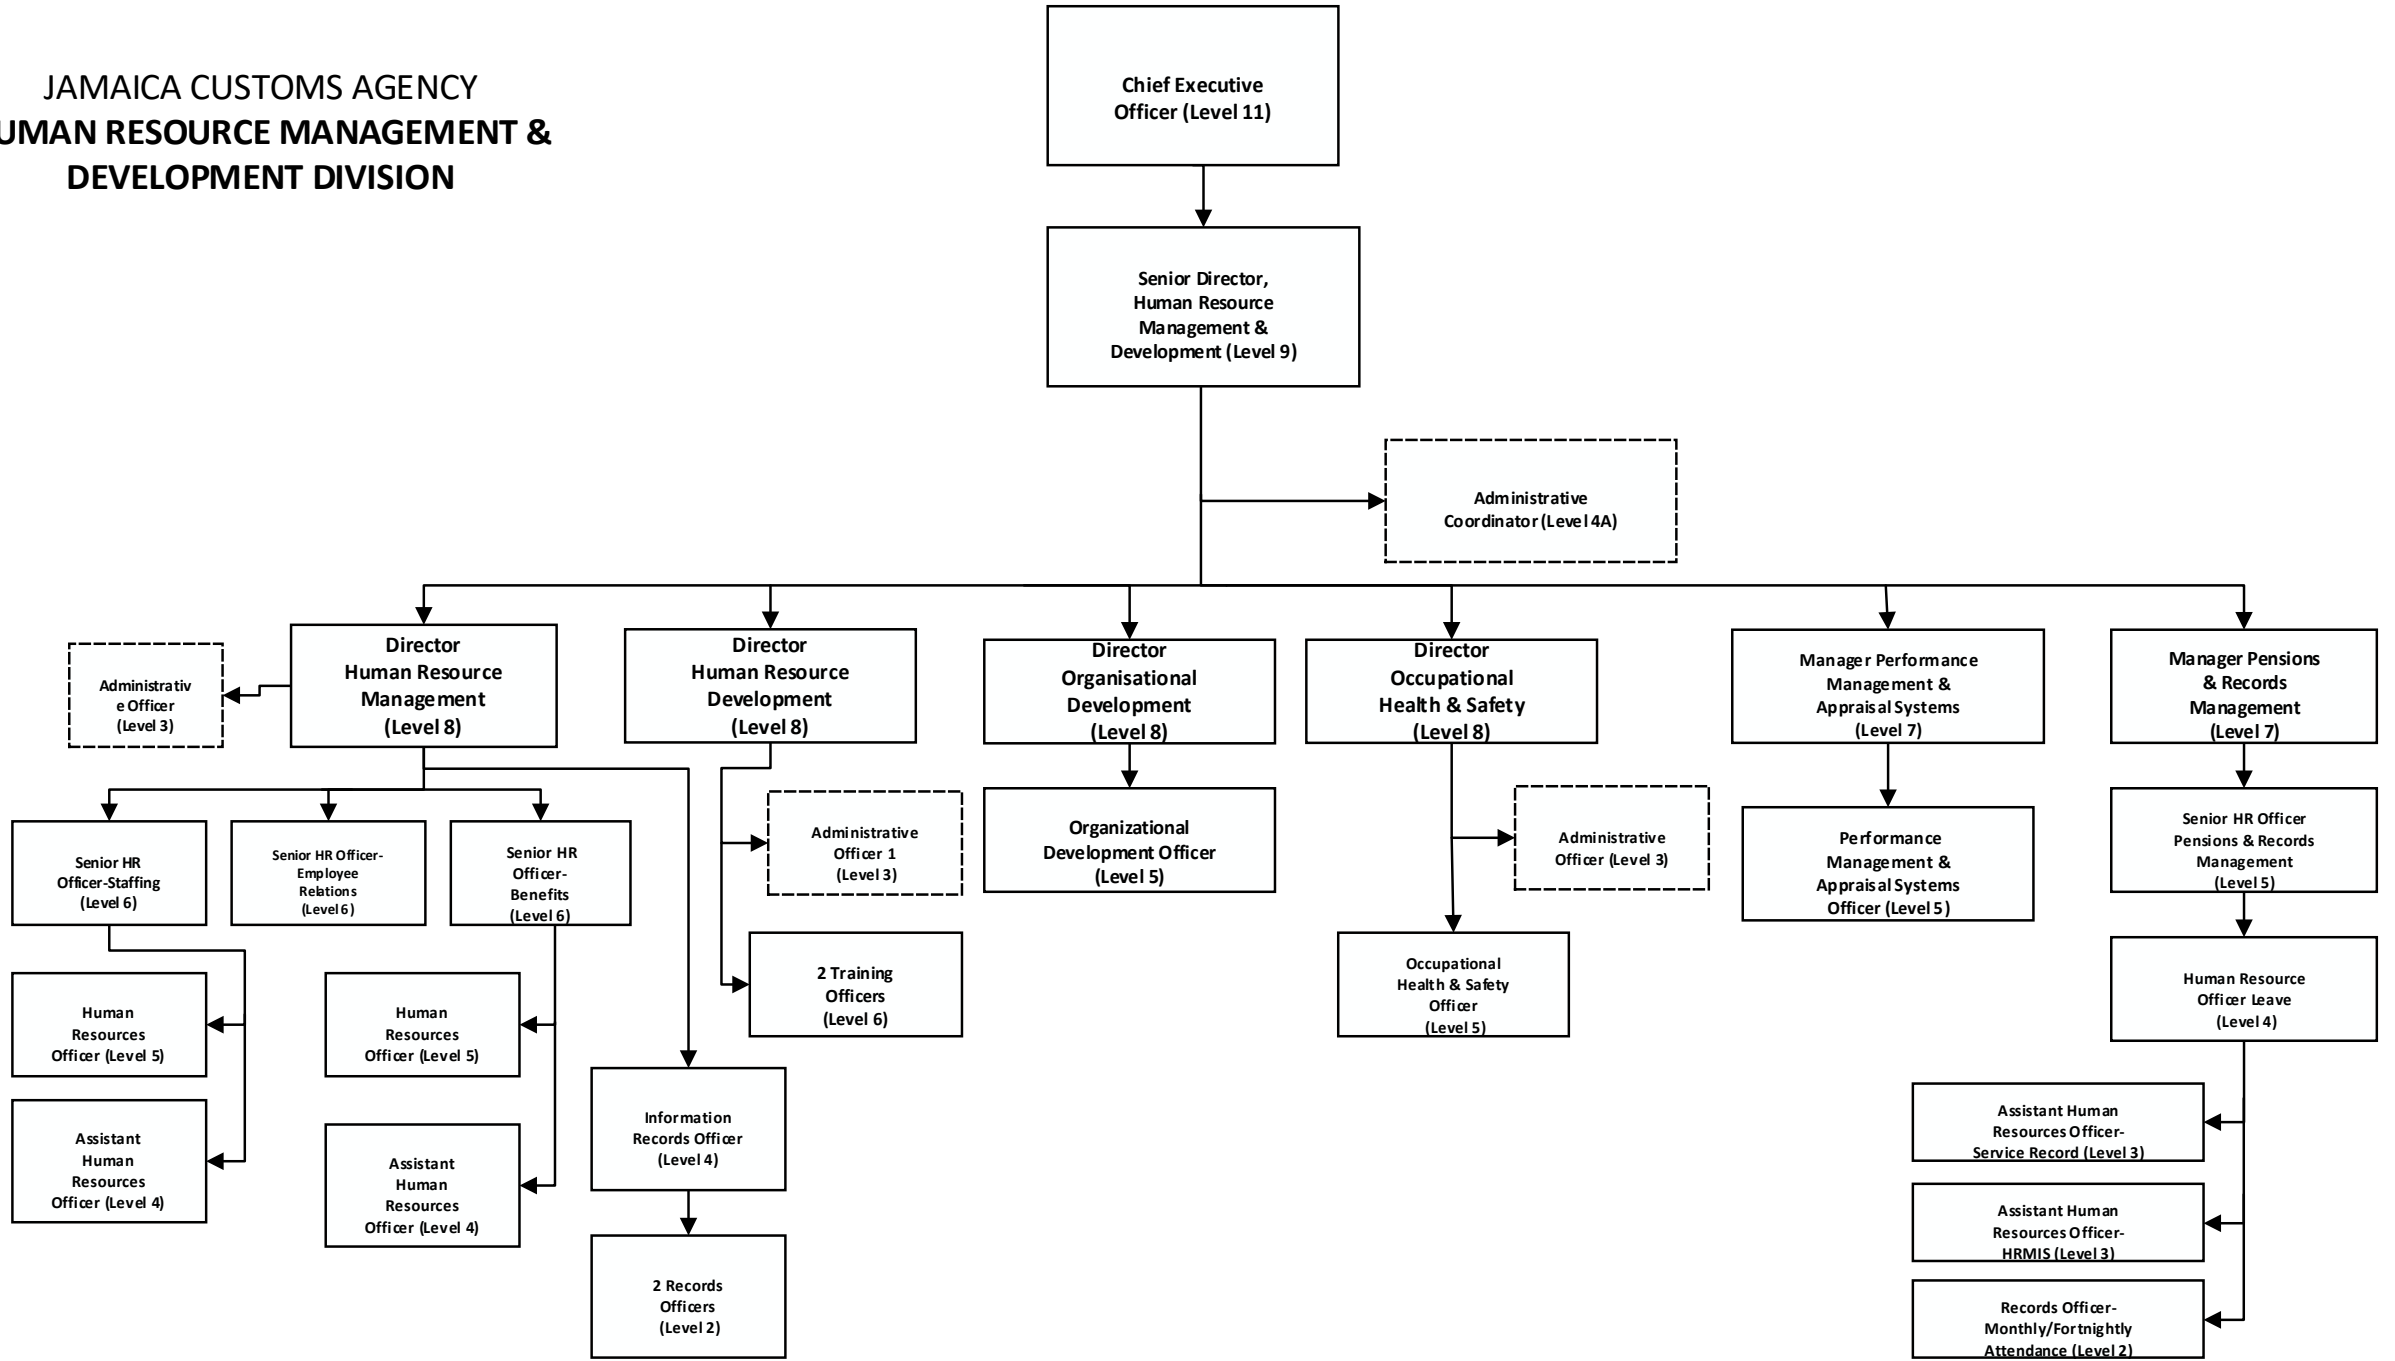 JAMAICA CUSTOMS AGENCY
UMAN RESOURCE MANAGEMENT &
DEVELOPMENT DIVISION
Chief Executive
Officer (Level 11)
Senior Director,
Human Resource
Management &
Development (Level 9)
Administrative
Coordinator (Level 4A)
Administrativ
e Officer
(Level 3)
Director
Human Resource
Management
(Level 8)
Director
Human Resource
Development
(Level 8)
Director
Organisational
Development
(Level 8)
Director
Occupational
Health & Safety
(Level 8)
Manager Performance
Management &
Appraisal Systems
(Level 7)
Manager Pensions
& Records
Management
(Level 7)
Senior HR
Officer-Staffing
(Level 6)
Senior HR Officer-
Employee
Relations
(Level 6)
Senior HR
Officer-
Benefits
(Level 6)
Administrative
Officer 1
(Level 3)
Organizational
Development Officer
(Level 5)
Administrative
Officer (Level 3)
Performance
Management &
Appraisal Systems
Officer (Level 5)
Senior HR Officer
Pensions & Records
Management
(Level 5)
Human
Resources
Officer (Level 5)
Human
Resources
Officer (Level 5)
2 Training
Officers
(Level 6)
Occupational
Health & Safety
Officer
(Level 5)
Human Resource
Officer Leave
(Level 4)
Assistant
Human
Resources
Officer (Level 4)
Assistant
Human
Resources
Officer (Level 4)
Information
Records Officer
(Level 4)
Assistant Human
Resources Officer-
Service Record (Level 3)
Assistant Human
Resources Officer-
HRMIS (Level 3)
2 Records
Officers
(Level 2)
Records Officer-
Monthly/Fortnightly
Attendance (Level 2)